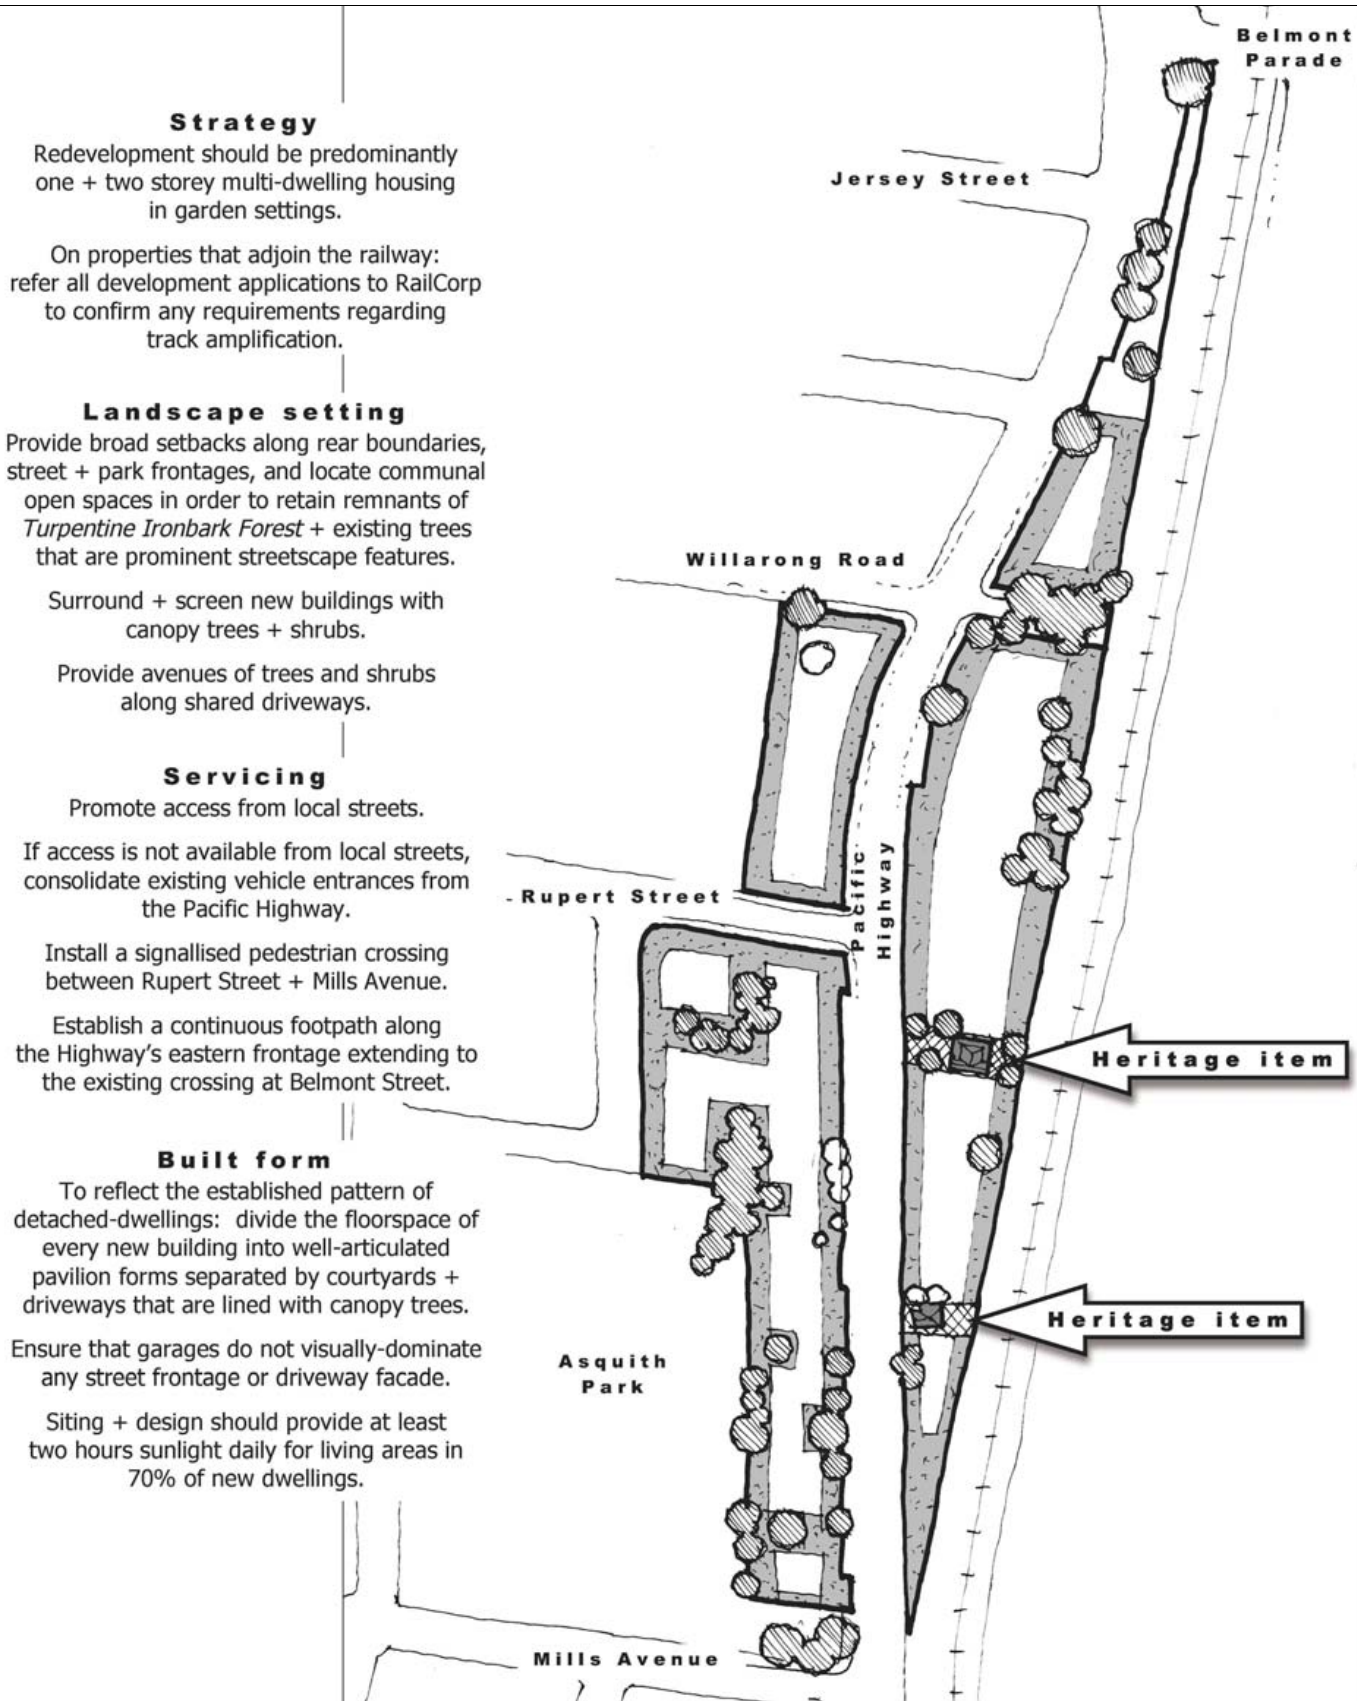 Strategy
Redevelopment should be predominantly
one + two storey multi-dwelling housing
in garden settings.
On properties that adjoin the railway:
refer all development applications to RailCorp
to confirm any requirements regarding
track amplification.
Landscape setting
Provide broad setbacks along rear boundaries,
street + park frontages, and locate communal
open spaces in order to retain remnants of
Turpentine Ironbark Forest + existing trees
that are prominent streetscape features.
Surround + screen new buildings with
canopy trees + shrubs.
Provide avenues of trees and shrubs
along shared driveways.
Servicing
Promote access from local streets.
If access is not available from local streets,
consolidate existing vehicle entrances from
the Pacific Highway.
Install a signallised pedestrian crossing
between Rupert Street + Mills Avenue.
Establish a continuous footpath along
the Highway's eastern frontage extending to
the existing crossing at Belmont Street.
Built form
To reflect the established pattern of
detached-dwellings: divide the floorspace of
every new building into well-articulated
pavilion forms separated by courtyards +
driveways that are lined with canopy trees.
Ensure that garages do not visually-dominate
any street frontage or driveway facade.
Siting + design should provide at least
two hours sunlight daily for living areas in
70% of new dwellings.
Belmont
Parade
Jersey Street
Willarong Road
Pacific
Highway
Rupert Street
Heritage item
Heritage item
Asquith
Park
Mills Avenue